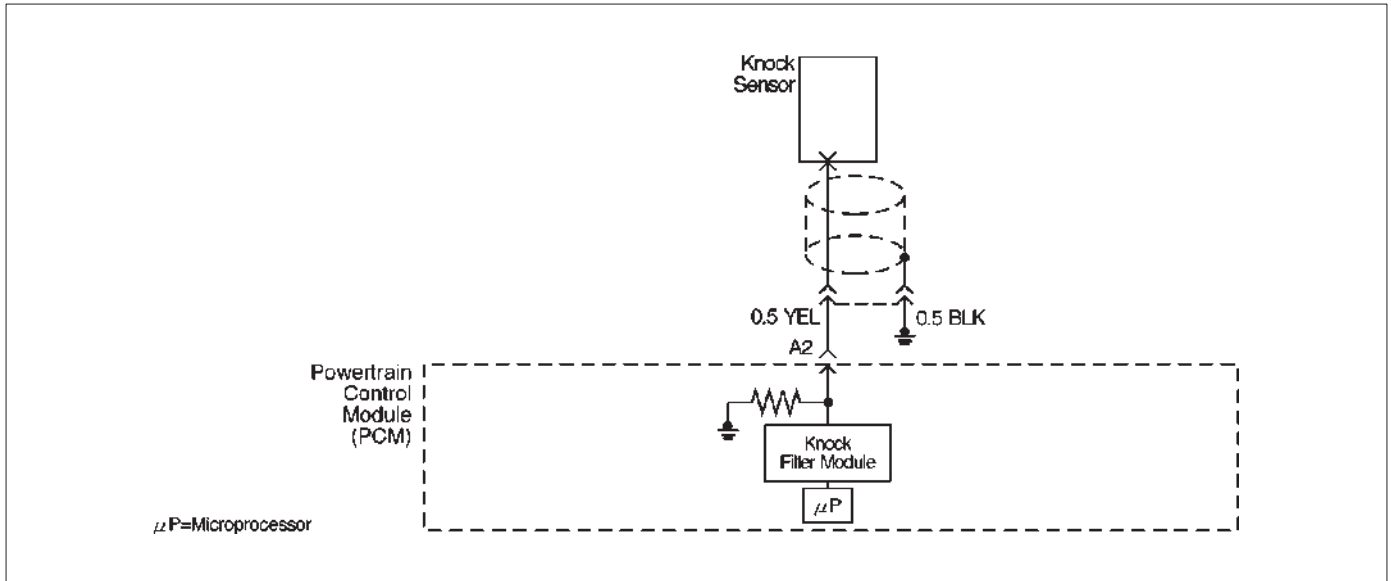 Knock
Sensor
0.5 YEL
0.5 BLK
A2
Powertrain
Control
Module
(PCM)
Knock
Filter Module
μP
μP=Microprocessor